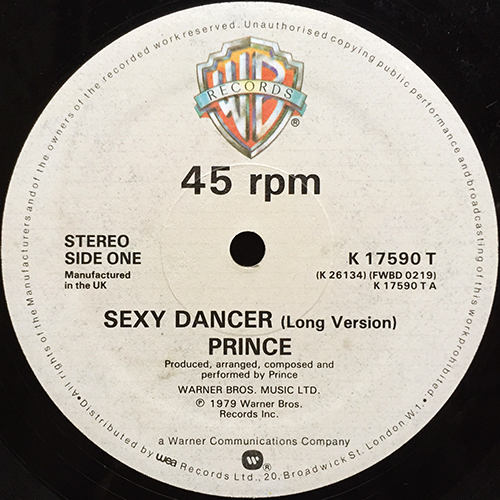 All rights of the Manufacturers and of the owners of the recorded work reserved. Unauthorised copying public performance and broadcasting of this work prohibited.
W B
RECORDS
®
45 rpm
STEREO
SIDE ONE
Manufactured
in the UK
K 17590 T
(K 26134) (FWBD 0219)
K 17590 T A
SEXY DANCER (Long Version)
PRINCE
Produced, arranged, composed and
performed by Prince
WARNER BROS. MUSIC LTD.
℗ 1979 Warner Bros.
Records Inc.
a Warner Communications Company
®
•Distributed by wea Records Ltd., 20, Broadwick St. London W.1.•